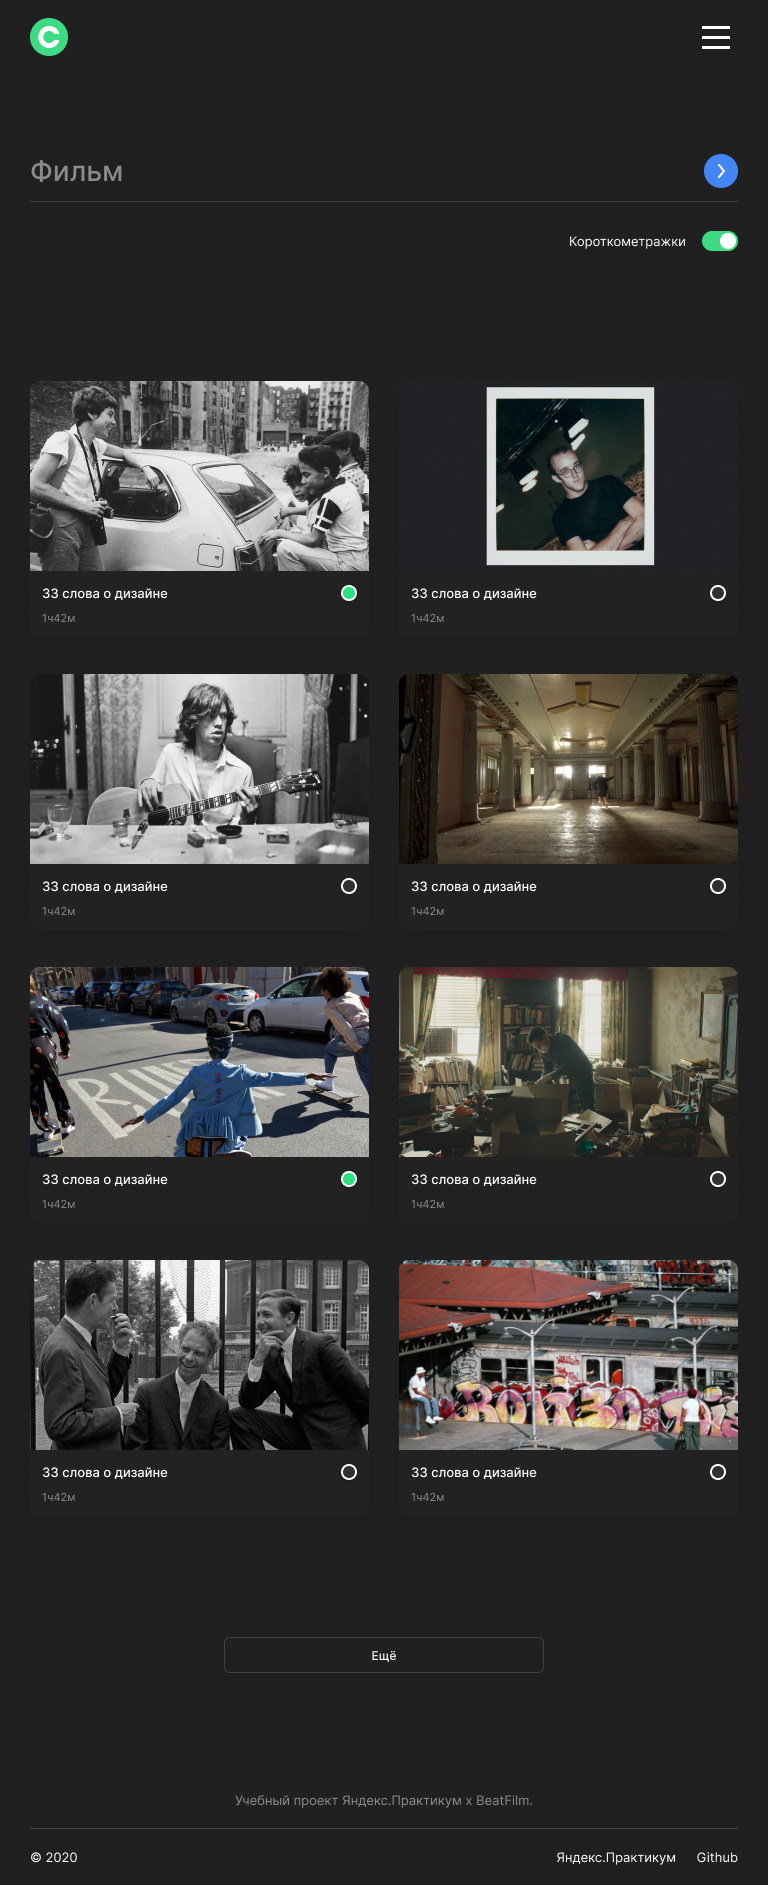 Фильм
Короткометражки
33 слова о дизайне
33 слова о дизайне
1ч42м
1ч42м
33 слова о дизайне
33 слова о дизайне
1ч42м
1ч42м
33 слова о дизайне
33 слова о дизайне
1ч42м
1ч42м
33 слова о дизайне
33 слова о дизайне
1ч42м
1ч42м
Ещё
Учебный проект Яндекс.Практикум х BeatFilm.
© 2020
Яндекс.Практикум
Github